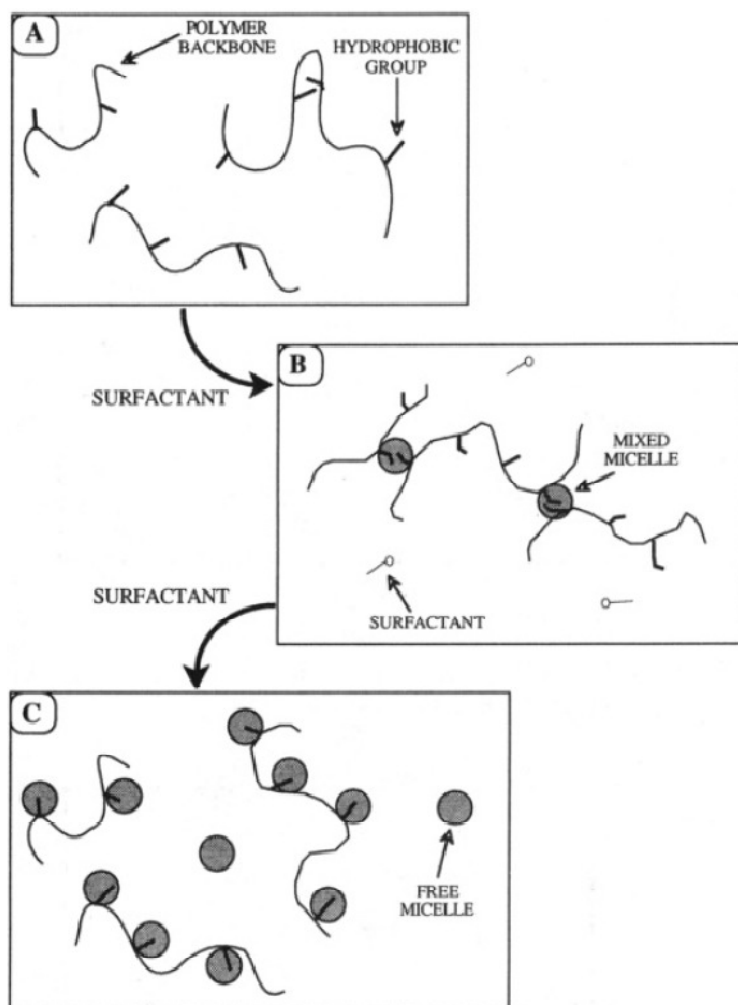 A
POLYMER
BACKBONE
HYDROPHOBIC
GROUP
SURFACTANT
B
MIXED
MICELLE
SURFACTANT
SURFACTANT
C
FREE
MICELLE